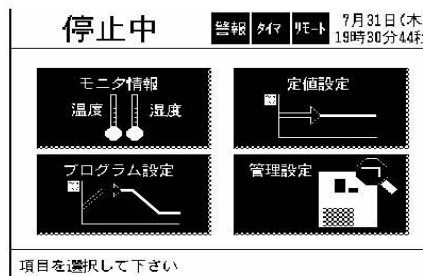 停止中
警報 タイマ リモート
7月31日(木
19時30分44秒
モニタ情報
温度 湿度
定値設定
プログラム設定
管理設定
項目を選択して下さい